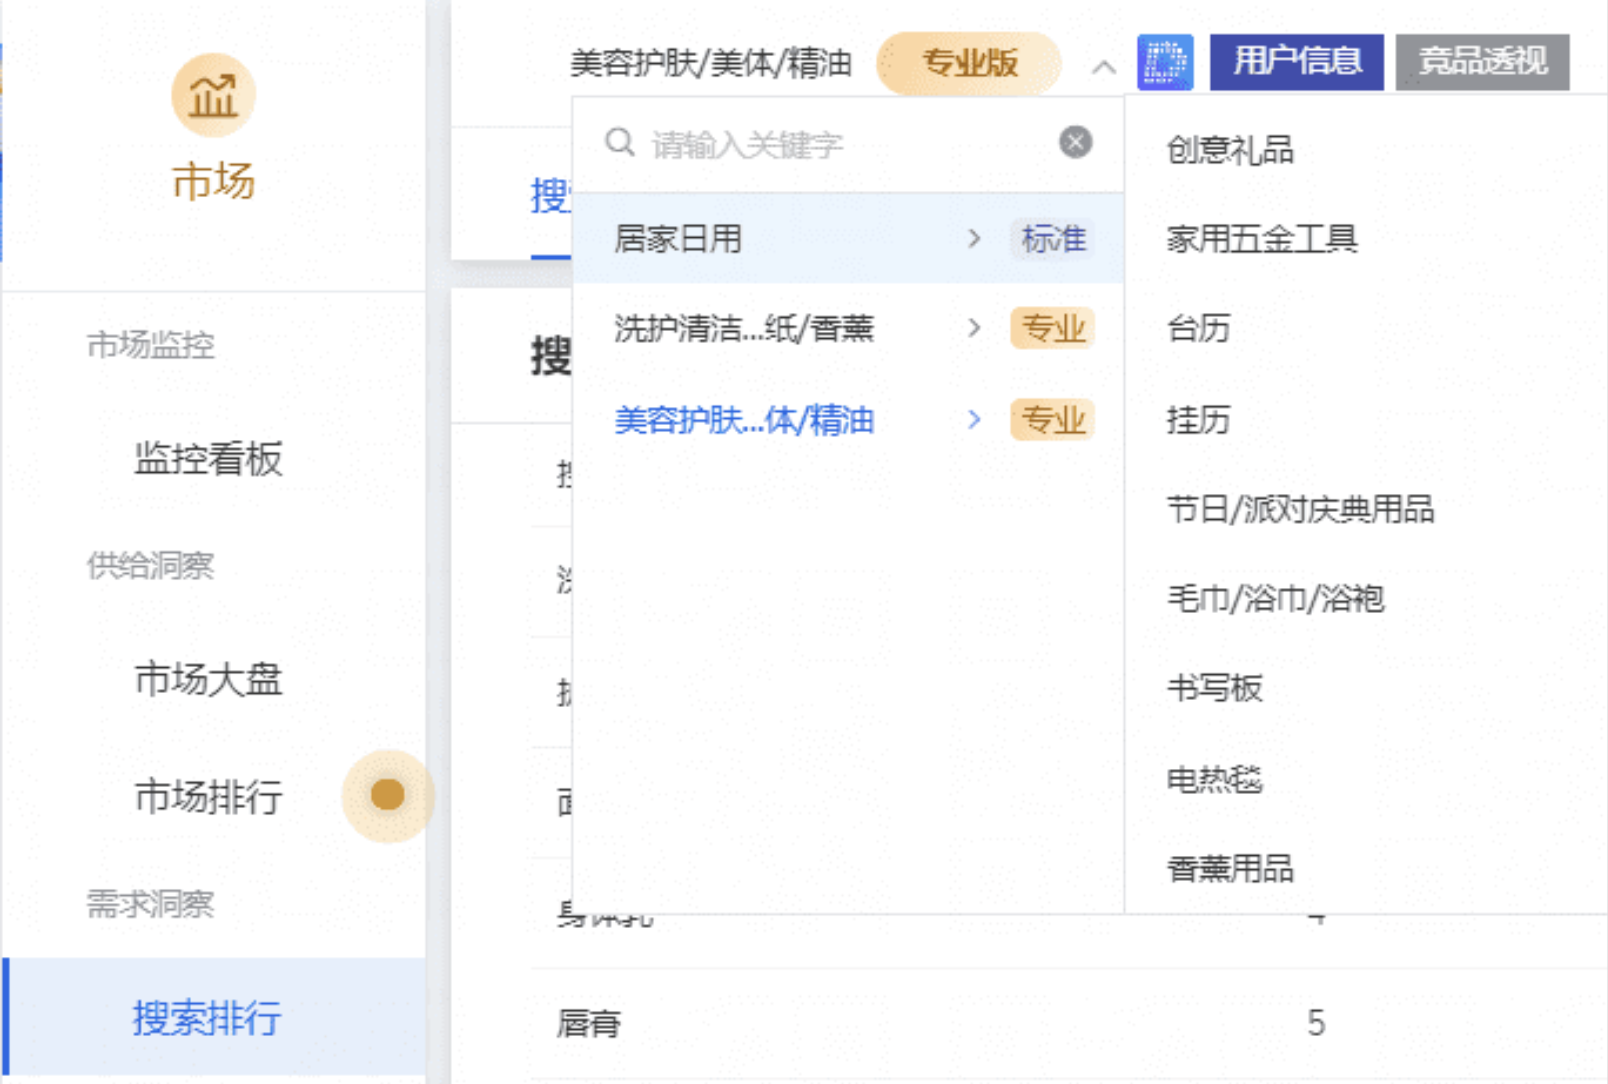 市场
市场监控
监控看板
供给洞察
市场大盘
市场排行
需求洞察
搜索排行
美容护肤/美体/精油 专业版 用户信息 竞品透视
请输入关键字
搜
居家日用 标准
洗护清洁...纸/香薰 专业
美容护肤...体/精油 专业
创意礼品
家用五金工具
台历
挂历
节日/派对庆典用品
毛巾/浴巾/浴袍
书写板
电热毯
香薰用品
搜
身体乳 4
唇膏 5